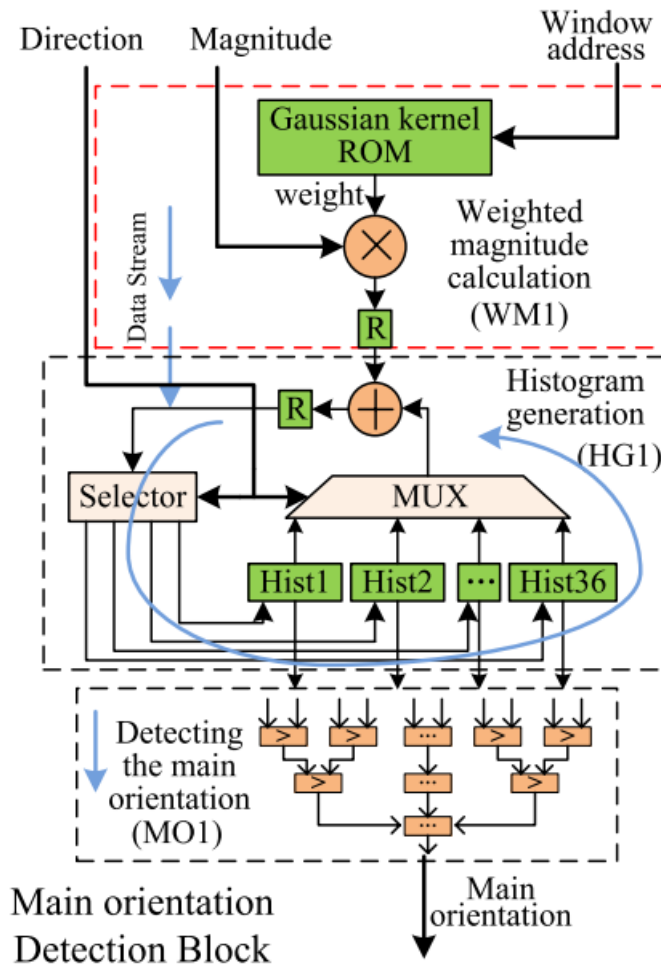 Direction
Magnitude
Window
address
Gaussian kernel
ROM
weight
×
Weighted
magnitude
calculation
(WM1)
Data Stream
R
Histogram
generation
(HG1)
R
+
Selector
MUX
Hist1
Hist2
...
Hist36
Detecting
the main
orientation
(MO1)
> > ... > >
> ... >
...
Main
orientation
Main orientation
Detection Block